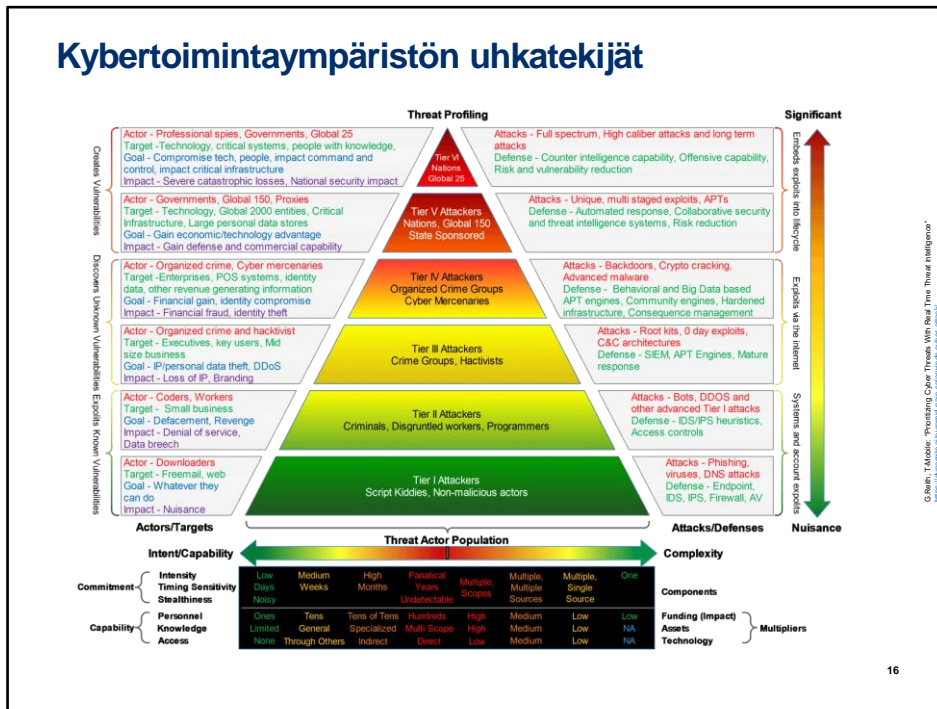 Kybertoimintaympäristön uhkatekijät
Threat Profiling
Significant
Creates Vulnerabilities
Actor - Professional spies, Governments, Global 25
Target -Technology, critical systems, people with knowledge,
Goal - Compromise tech, people, impact command and
control, impact critical infrastructure
Impact - Severe catastrophic losses, National security impact
Tier VI
Nations
Global 25
Attacks - Full spectrum, High caliber attacks and long term
attacks
Defense - Counter intelligence capability, Offensive capability,
Risk and vulnerability reduction
Embeds exploits into lifecycle
Actor - Governments, Global 150, Proxies
Target - Technology, Global 2000 entities, Critical
Infrastructure, Large personal data stores
Goal - Gain economic/technology advantage
Impact - Gain defense and commercial capability
Tier V Attackers
Nations, Global 150
State Sponsored
Attacks - Unique, multi staged exploits, APTs
Defense - Automated response, Collaborative security
and threat intelligence systems, Risk reduction
Discovers Unknown Vulnerabilities
Actor - Organized crime, Cyber mercenaries
Target -Enterprises, POS systems, identity
data, other revenue generating information
Goal - Financial gain, identity compromise
Impact - Financial fraud, identity theft
Tier IV Attackers
Organized Crime Groups
Cyber Mercenaries
Attacks - Backdoors, Crypto cracking,
Advanced malware
Defense - Behavioral and Big Data based
APT engines, Community engines, Hardened
infrastructure, Consequence management
Exploits via the internet
Actor - Organized crime and hacktivist
Target - Executives, key users, Mid
size business
Goal - IP/personal data theft, DDoS
Impact - Loss of IP, Branding
Tier III Attackers
Crime Groups, Hactivists
Attacks - Root kits, 0 day exploits,
C&C architectures
Defense - SIEM, APT Engines, Mature
response
Expolits Known Vulnerabilities
Actor - Coders, Workers
Target - Small business
Goal - Defacement, Revenge
Impact - Denial of service,
Data breech
Tier II Attackers
Criminals, Disgruntled workers, Programmers
Attacks - Bots, DDOS and
other advanced Tier I attacks
Defense - IDS/IPS heuristics,
Access controls
Systems and account expolits
Actor - Downloaders
Target - Freemail, web
Goal - Whatever they
can do
Impact - Nuisance
Tier I Attackers
Script Kiddies, Non-malicious actors
Attacks - Phishing,
viruses, DNS attacks
Defense - Endpoint,
IDS, IPS, Firewall, AV
Actors/Targets
Attacks/Defenses
Nuisance
Threat Actor Population
Intent/Capability
Complexity
Commitment
Intensity Low Medium High Fanatical Multiple, Multiple, Multiple, One
Timing Sensitivity Days Weeks Months Years Scopes Multiple Single
Stealthiness Noisy Undetectable Sources Source
Components
Capability
Personnel Ones Tens Tens of Tens Hundreds High Medium Low Low Funding (Impact)
Knowledge Limited General Specialized Multi Scope High Medium Low NA Assets
Access None Through Others Indirect Direct Low Medium Low NA Technology
Multipliers
G.Reith, T-Mobile: "Prioritizing Cyber Threats With Real Time Threat Intelligence"
16